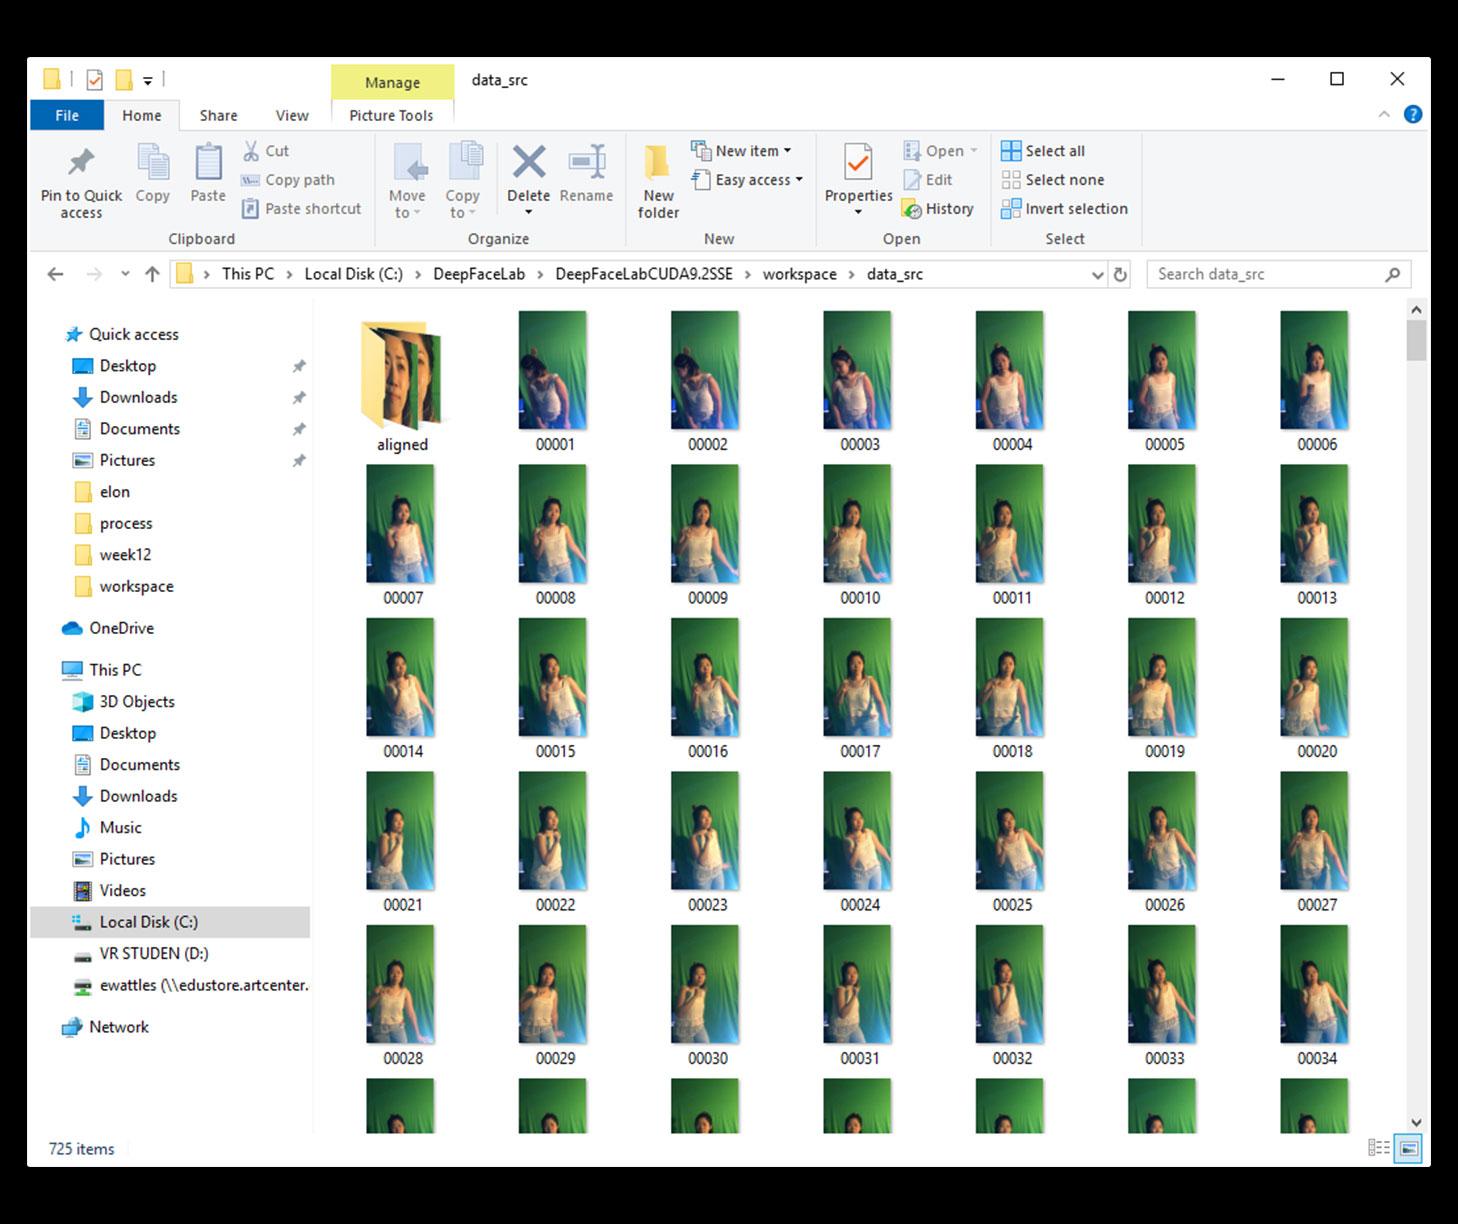 data_src
Manage
File Home Share View Picture Tools
Pin to Quick access
Copy
Paste
Cut
Copy path
Paste shortcut
Clipboard
Move to
Copy to
Delete
Rename
Organize
New folder
New item
Easy access
New
Properties
Open
Edit
History
Open
Select all
Select none
Invert selection
Select
This PC > Local Disk (C:) > DeepFaceLab > DeepFaceLabCUDA9.2SSE > workspace > data_src
Search data_src
Quick access
Desktop
Downloads
Documents
Pictures
elon
process
week12
workspace
OneDrive
This PC
3D Objects
Desktop
Documents
Downloads
Music
Pictures
Videos
Local Disk (C:)
VR STUDEN (D:)
ewattles (\\edustore.artcenter.
Network
aligned 00001 00002 00003 00004 00005 00006
00007 00008 00009 00010 00011 00012 00013
00014 00015 00016 00017 00018 00019 00020
00021 00022 00023 00024 00025 00026 00027
00028 00029 00030 00031 00032 00033 00034
725 items